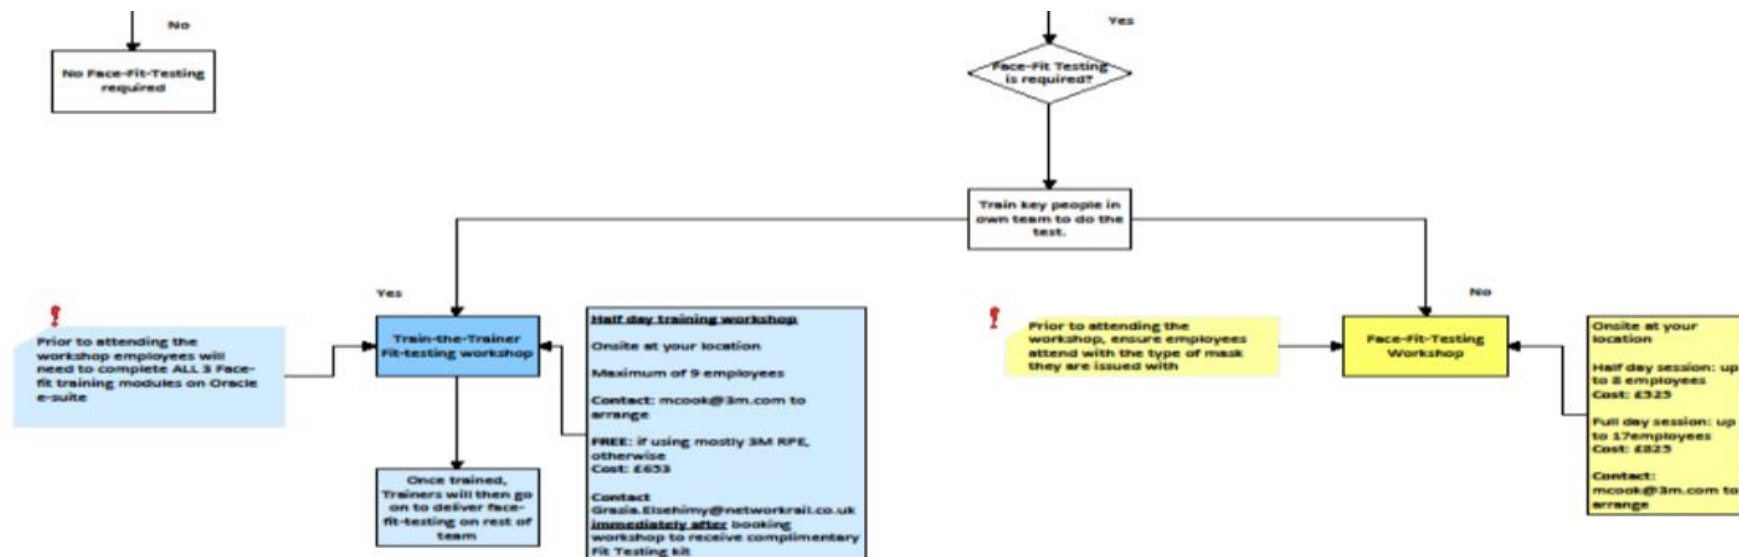 No
No Face-Fit-Testing
required
Yes
Face-Fit Testing
is required?
Train key people in
own team to do the
test.
Yes
Prior to attending the
workshop employees will
need to complete ALL 3 Face-
fit training modules on Oracle
e-suite
Train-the-Trainer
Fit-testing workshop
Once trained,
Trainers will then go
on to deliver face-
fit-testing on rest of
team
Half day training workshop
Onsite at your location
Maximum of 9 employees
Contact: mcook@3m.com to
arrange
FREE: if using mostly 3M RPE,
otherwise
Cost: £653
Contact
Grazia.Elsehimy@networkrail.co.uk
immediately after booking
workshop to receive complimentary
Fit Testing kit
No
Prior to attending the
workshop, ensure employees
attend with the type of mask
they are issued with
Face-Fit-Testing
Workshop
Onsite at your
location
Half day session: up
to 8 employees
Cost: £525
Full day session: up
to 17employees
Cost: £825
Contact:
mcook@3m.com to
arrange